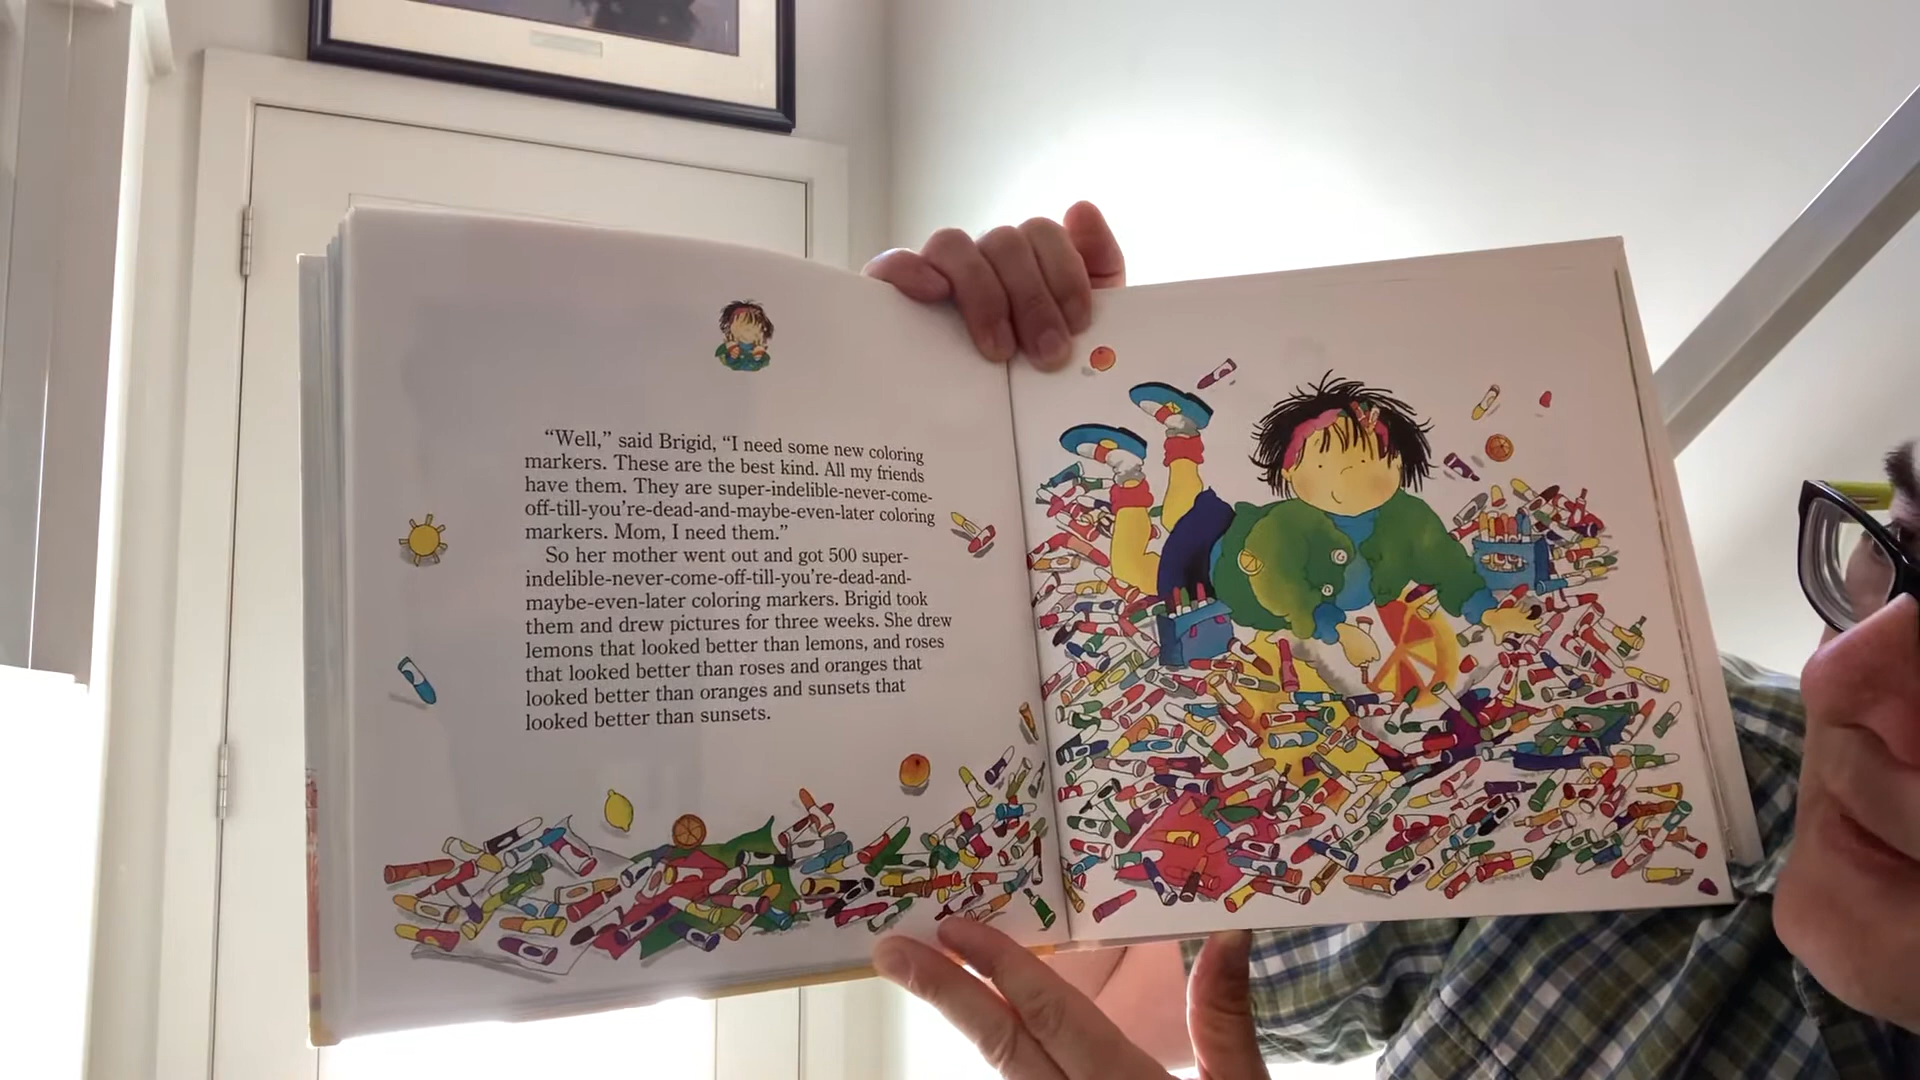 “Well,” said Brigid, “I need some new coloring
markers. These are the best kind. All my friends
have them. They are super-indelible-never-come-
off-till-you’re-dead-and-maybe-even-later coloring
markers. Mom, I need them.”
So her mother went out and got 500 super-
indelible-never-come-off-till-you’re-dead-and-
maybe-even-later coloring markers. Brigid took
them and drew pictures for three weeks. She drew
lemons that looked better than lemons, and roses
that looked better than roses and oranges that
looked better than oranges and sunsets that
looked better than sunsets.